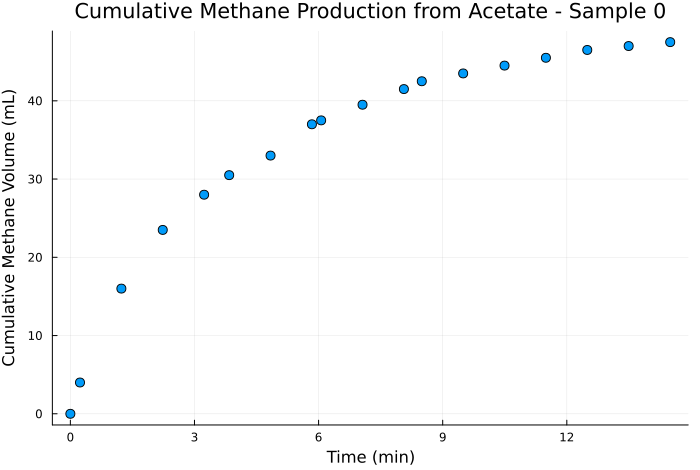 Cumulative Methane Production from Acetate - Sample 0
Cumulative Methane Volume (mL)
40
30
20
10
0
0 3 6 9 12
Time (min)